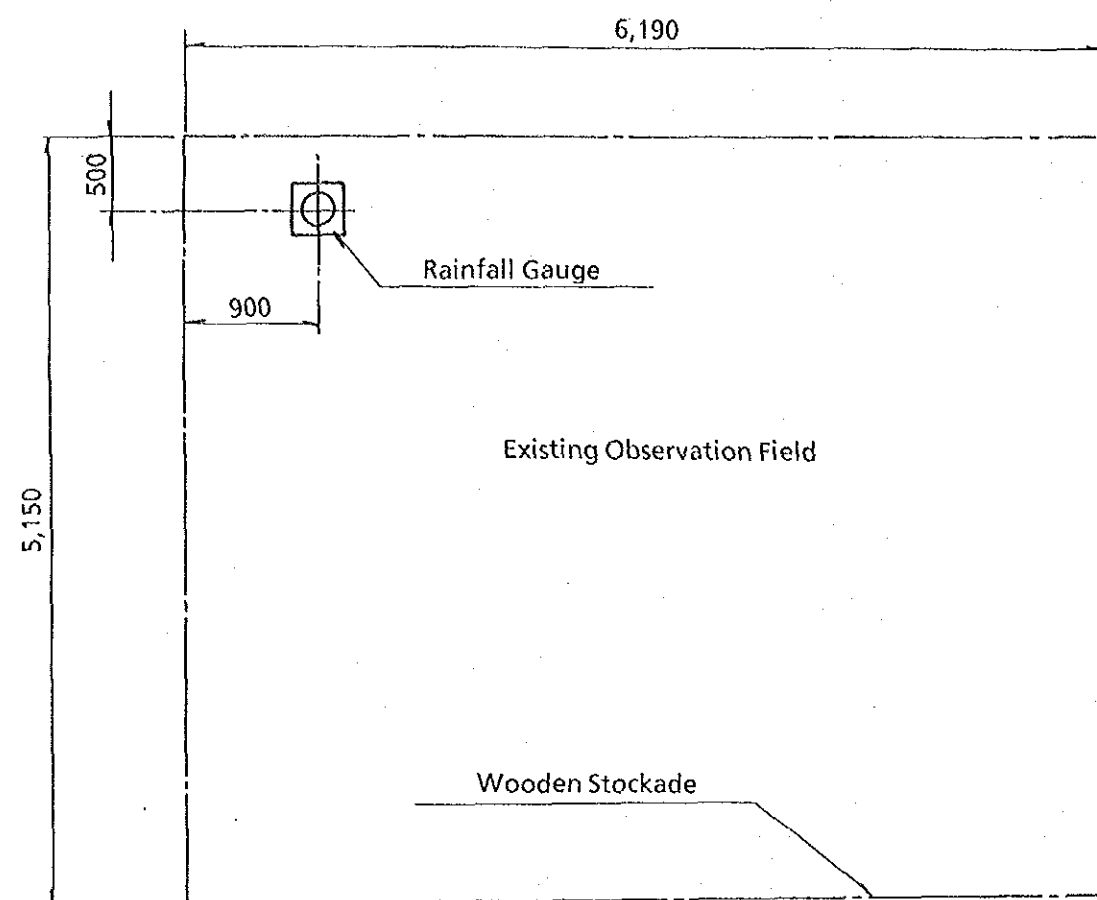 6,190
500
Rainfall Gauge
900
Existing Observation Field
5,150
Wooden Stockade